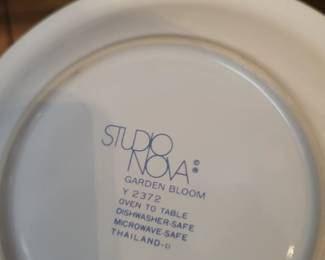 STUDIO
NOVA®
GARDEN BLOOM
Y 2372
OVEN TO TABLE
DISHWASHER-SAFE
MICROWAVE-SAFE
THAILAND-D